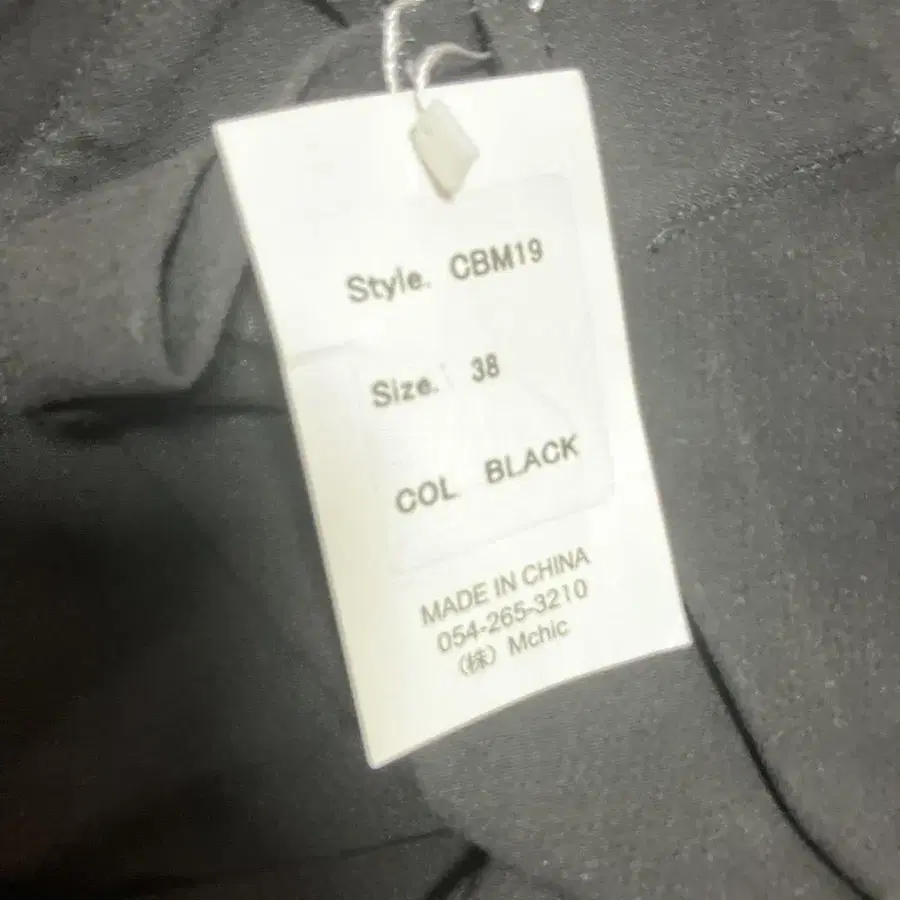 Style. CBM19
Size. 38
COL BLACK
MADE IN CHINA
054-265-3210
（株）Mchic